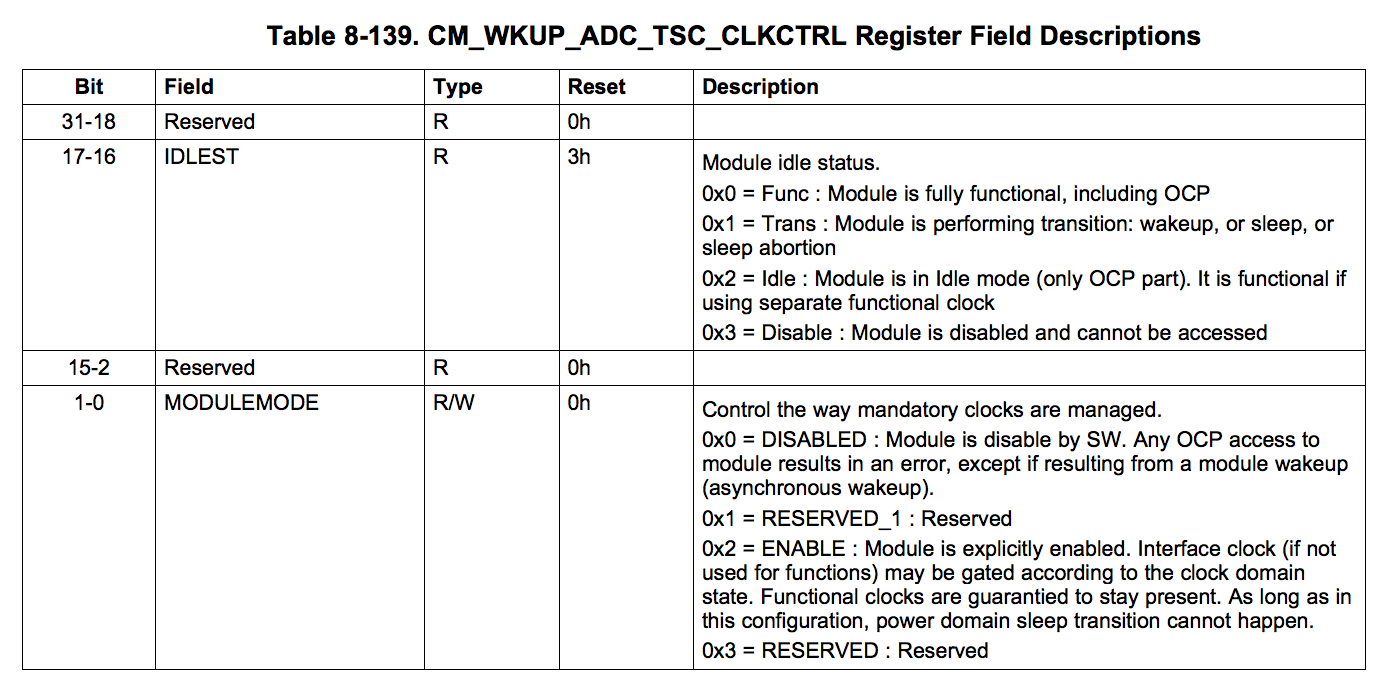 Table 8-139. CM_WKUP_ADC_TSC_CLKCTRL Register Field Descriptions
Bit Field Type Reset Description
31-18 Reserved R 0h
17-16 IDLEST R 3h Module idle status.
0x0 = Func : Module is fully functional, including OCP
0x1 = Trans : Module is performing transition: wakeup, or sleep, or
sleep abortion
0x2 = Idle : Module is in Idle mode (only OCP part). It is functional if
using separate functional clock
0x3 = Disable : Module is disabled and cannot be accessed
15-2 Reserved R 0h
1-0 MODULEMODE R/W 0h Control the way mandatory clocks are managed.
0x0 = DISABLED : Module is disable by SW. Any OCP access to
module results in an error, except if resulting from a module wakeup
(asynchronous wakeup).
0x1 = RESERVED_1 : Reserved
0x2 = ENABLE : Module is explicitly enabled. Interface clock (if not
used for functions) may be gated according to the clock domain
state. Functional clocks are guarantied to stay present. As long as in
this configuration, power domain sleep transition cannot happen.
0x3 = RESERVED : Reserved